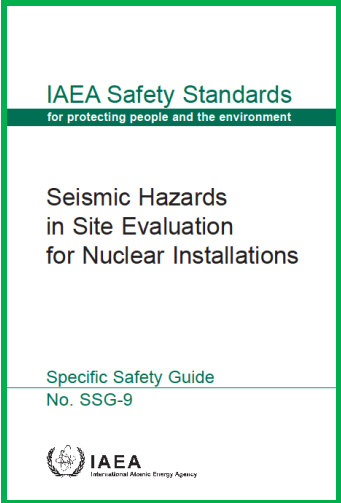 IAEA Safety Standards
for protecting people and the environment
Seismic Hazards
in Site Evaluation
for Nuclear Installations
Specific Safety Guide
No. SSG-9
IAEA
International Atomic Energy Agency